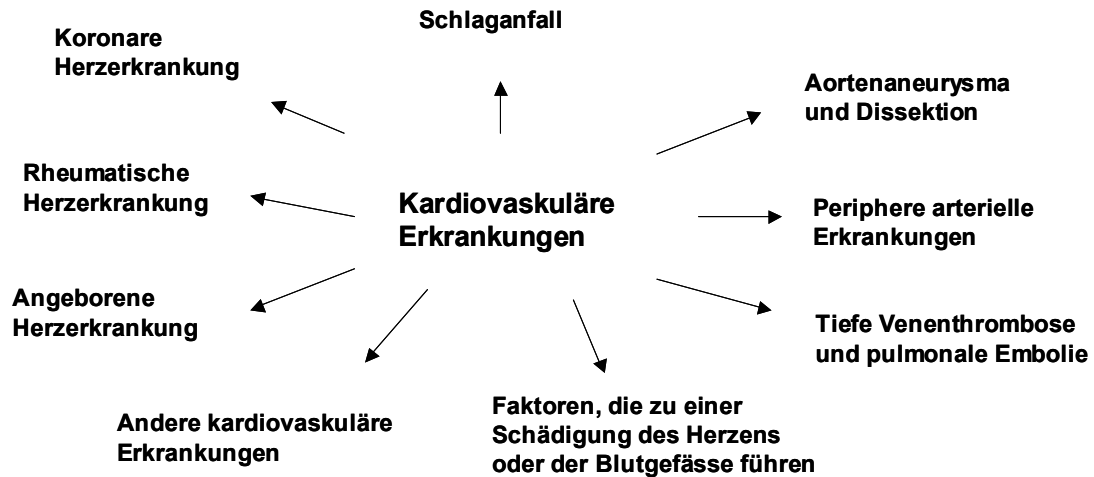 Schlaganfall
Koronare
Herzerkrankung
Aortenaneurysma
und Dissektion
Rheumatische
Herzerkrankung
Kardiovaskuläre
Erkrankungen
Periphere arterielle
Erkrankungen
Angeborene
Herzerkrankung
Tiefe Venenthrombose
und pulmonale Embolie
Andere kardiovaskuläre
Erkrankungen
Faktoren, die zu einer
Schädigung des Herzens
oder der Blutgefässe führen